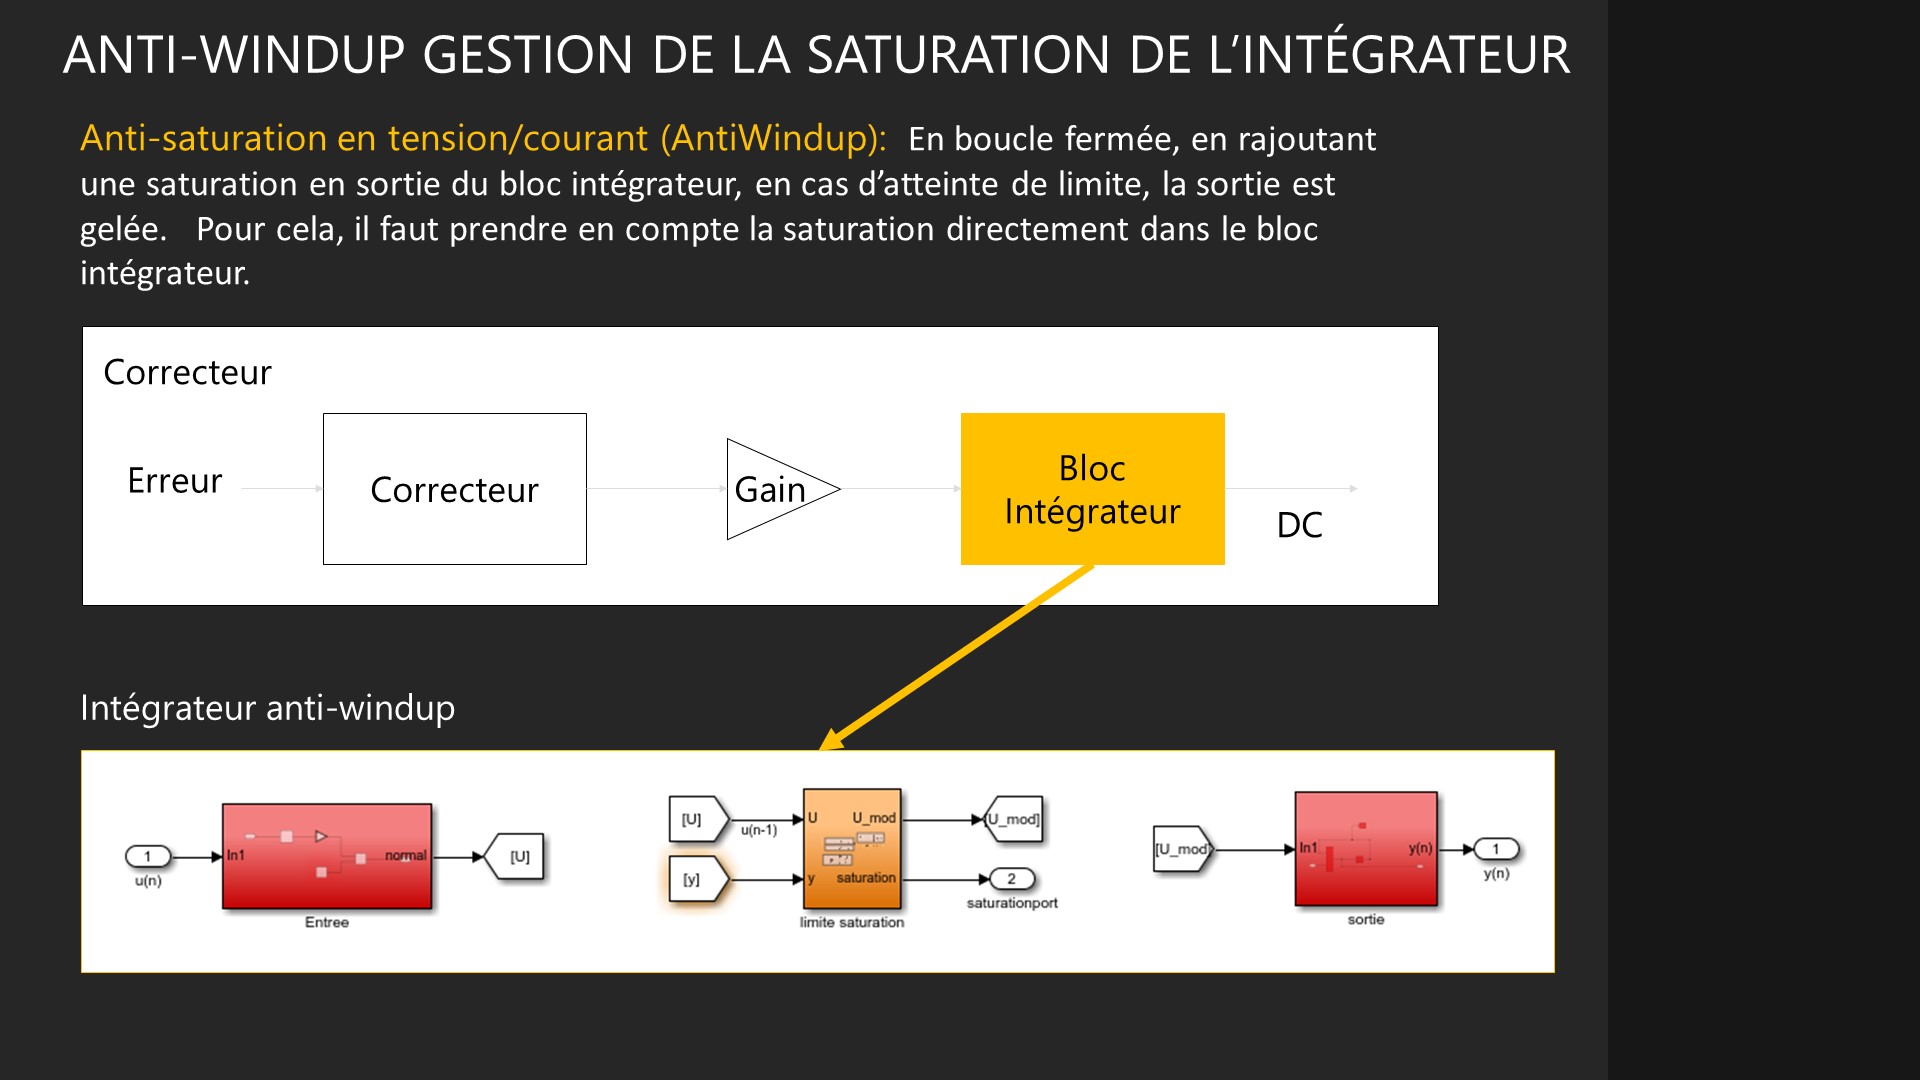 ANTI-WINDUP GESTION DE LA SATURATION DE L’INTÉGRATEUR
Anti-saturation en tension/courant (AntiWindup): En boucle fermée, en rajoutant
une saturation en sortie du bloc intégrateur, en cas d’atteinte de limite, la sortie est
gelée. Pour cela, il faut prendre en compte la saturation directement dans le bloc
intégrateur.
Correcteur
Erreur
Correcteur
Gain
Bloc
Intégrateur
DC
Intégrateur anti-windup
1
u(n)
In1
normal
Entree
[U]
[U]
u(n-1)
[y]
U
U_mod
y
saturation
limite saturation
[U_mod]
2
saturationport
[U_mod]
In1
y(n)
sortie
1
y(n)